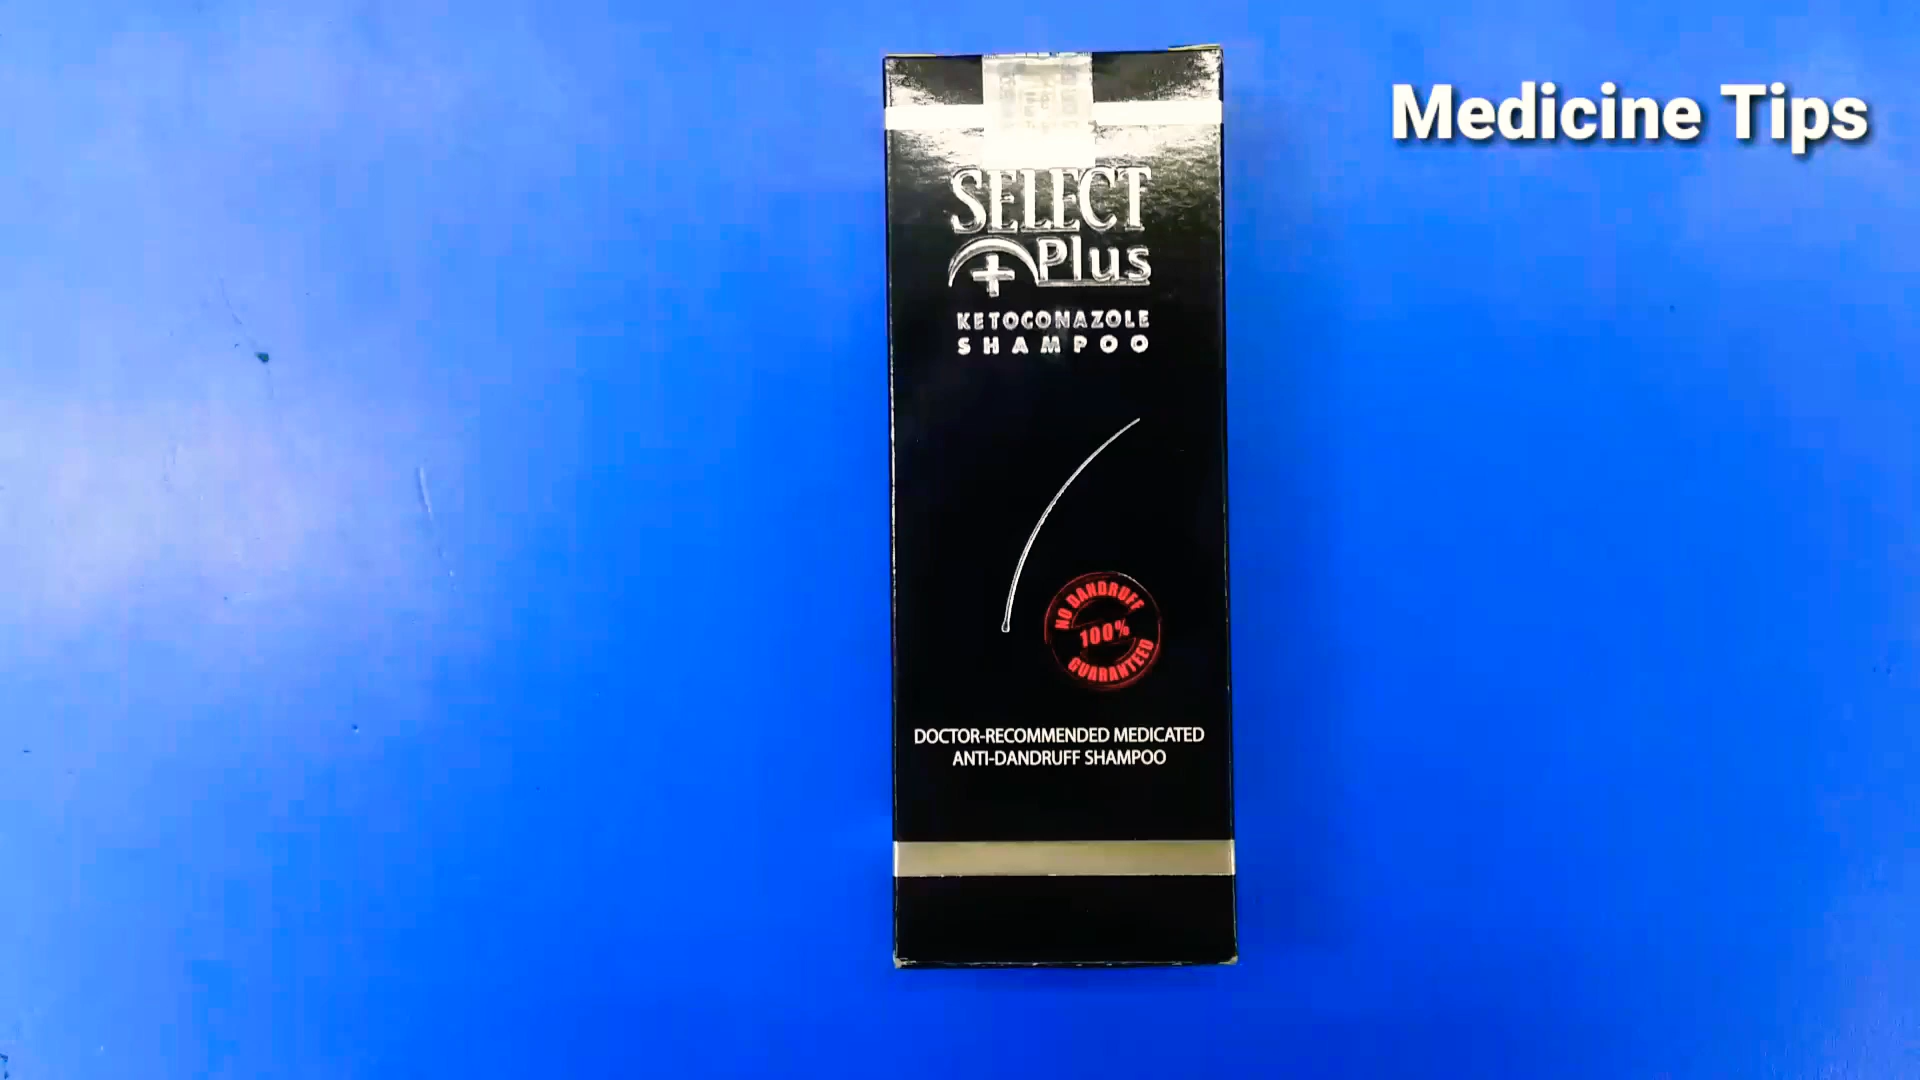 Medicine Tips
SELECT
Plus
KETOCONAZOLE
SHAMPOO
NO DANDRUFF
100%
GUARANTEED
DOCTOR-RECOMMENDED MEDICATED
ANTI-DANDRUFF SHAMPOO